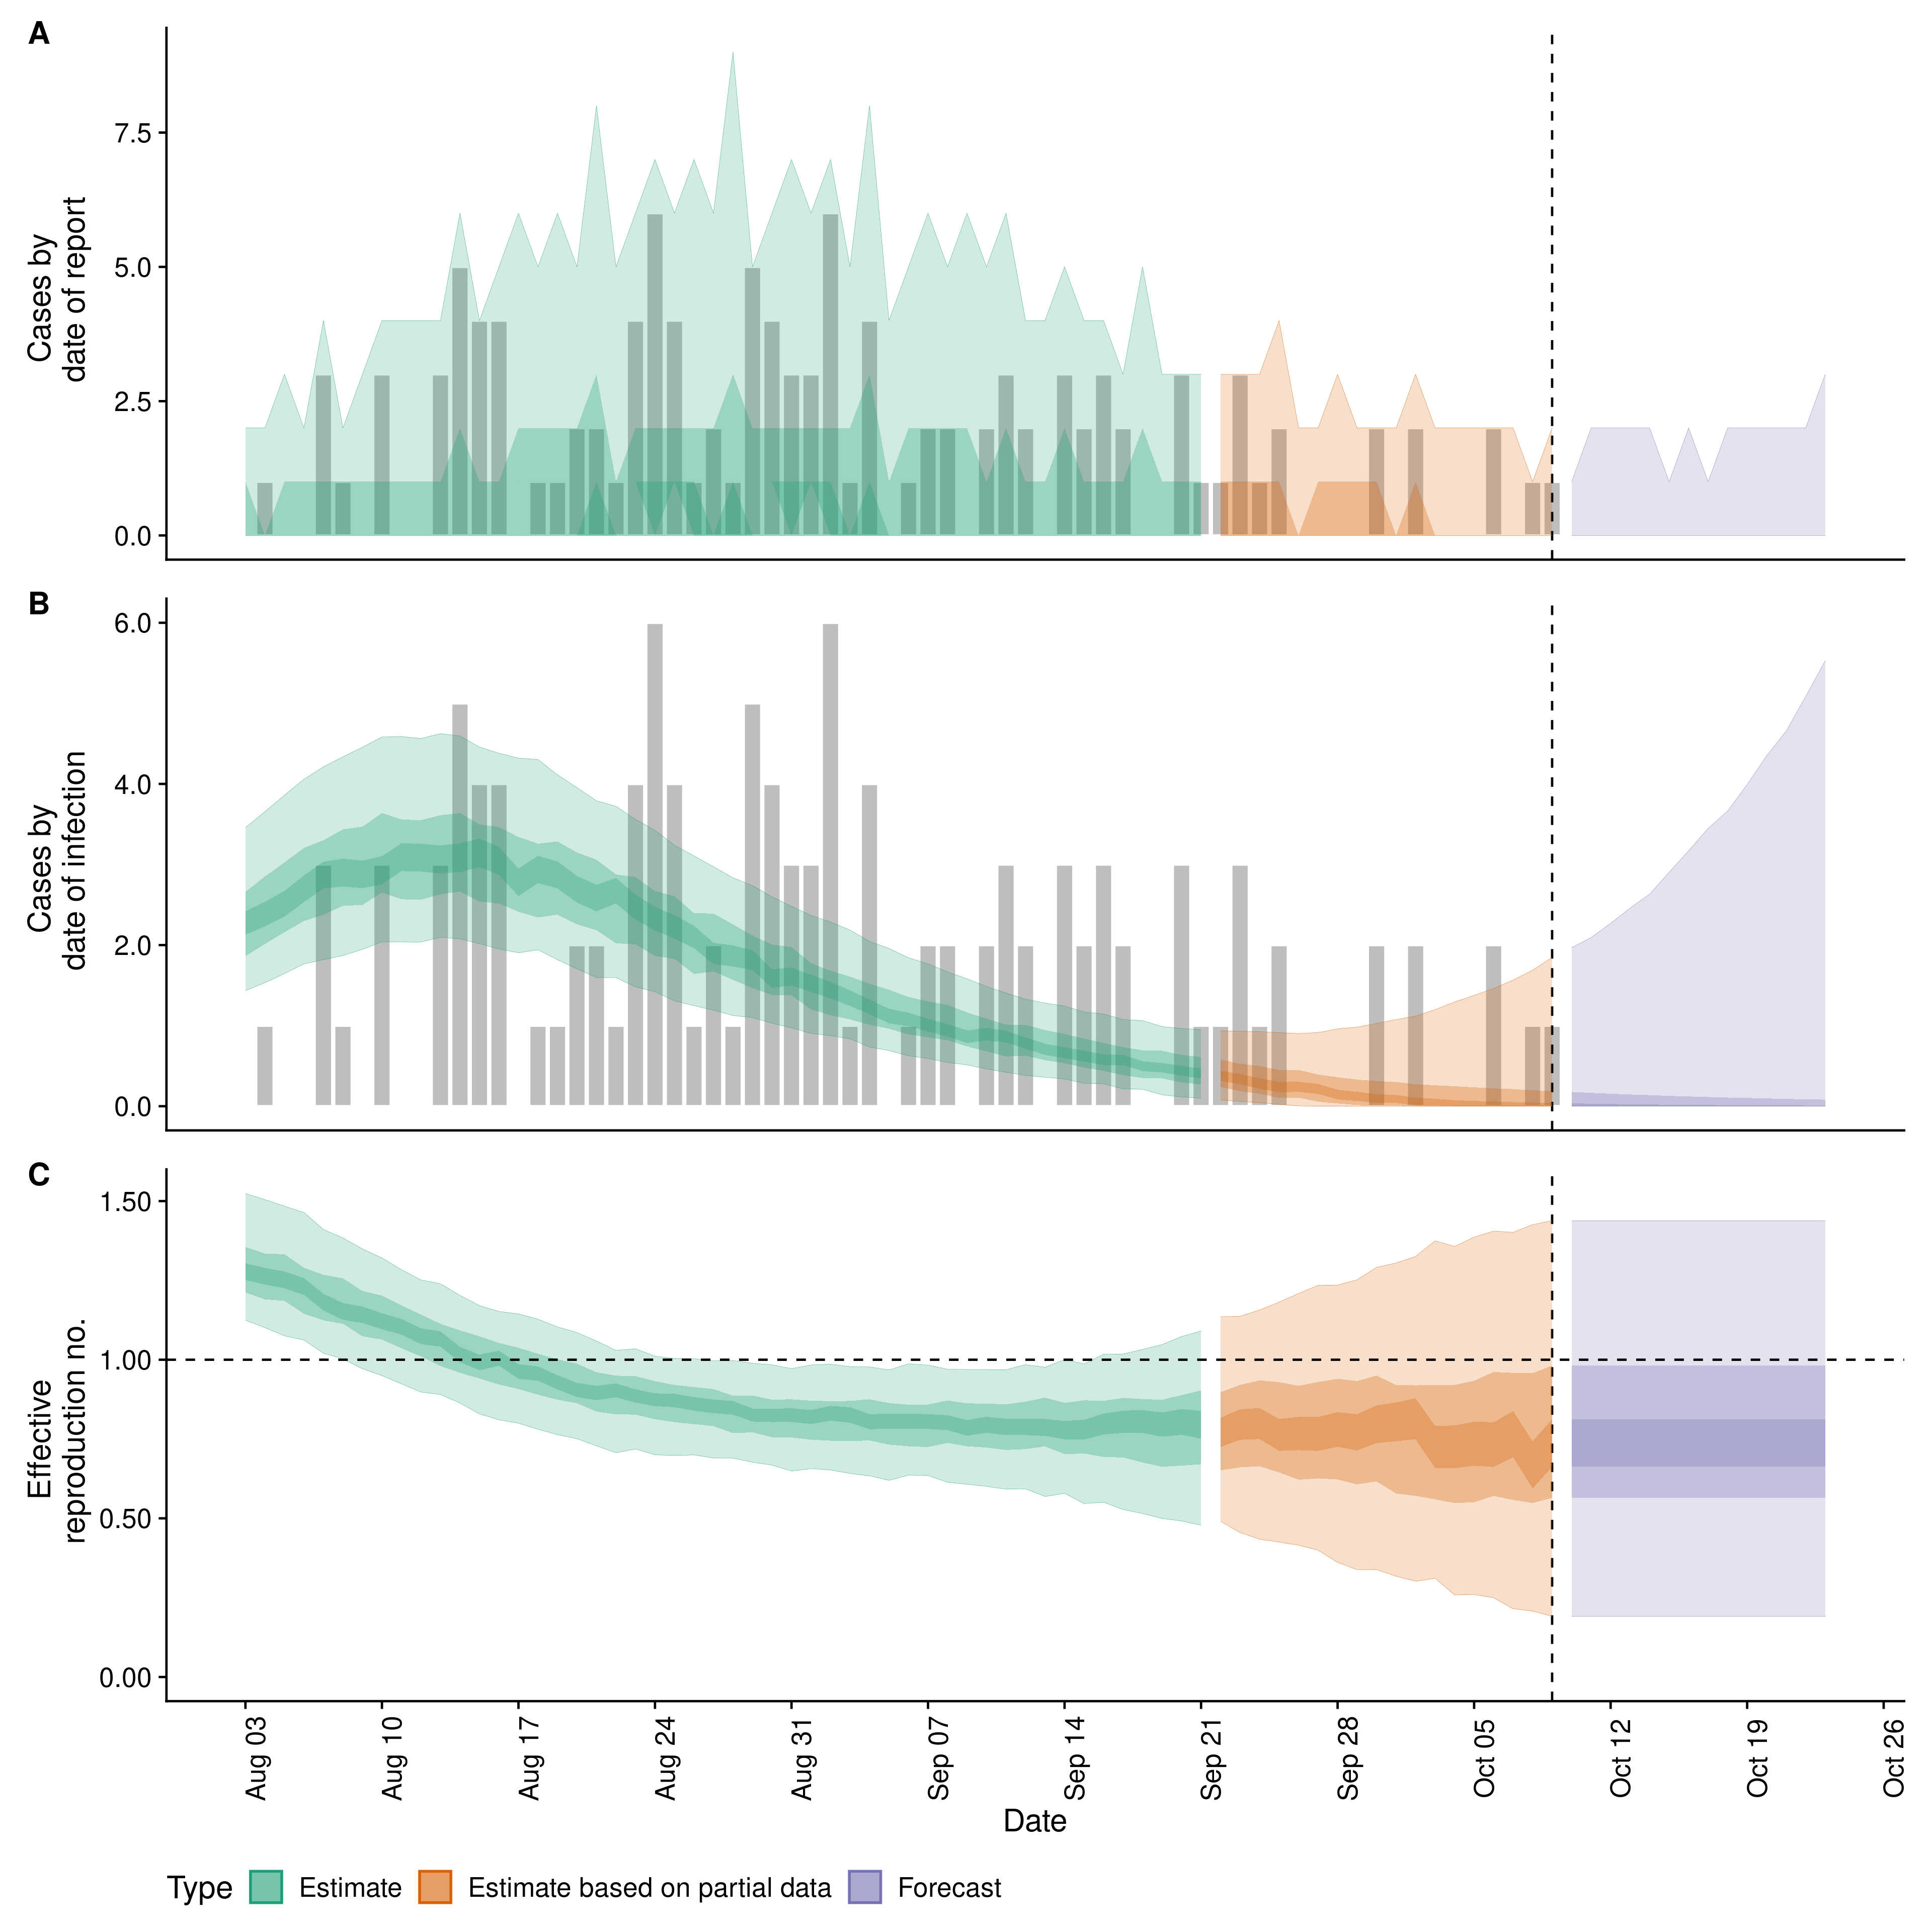 A
Cases by
date of report
7.5
5.0
2.5
0.0
B
Cases by
date of infection
6.0
4.0
2.0
0.0
C
Effective
reproduction no.
1.50
1.00
0.50
0.00
Aug 03
Aug 10
Aug 17
Aug 24
Aug 31
Sep 07
Sep 14
Sep 21
Sep 28
Oct 05
Oct 12
Oct 19
Oct 26
Date
Type Estimate Estimate based on partial data Forecast